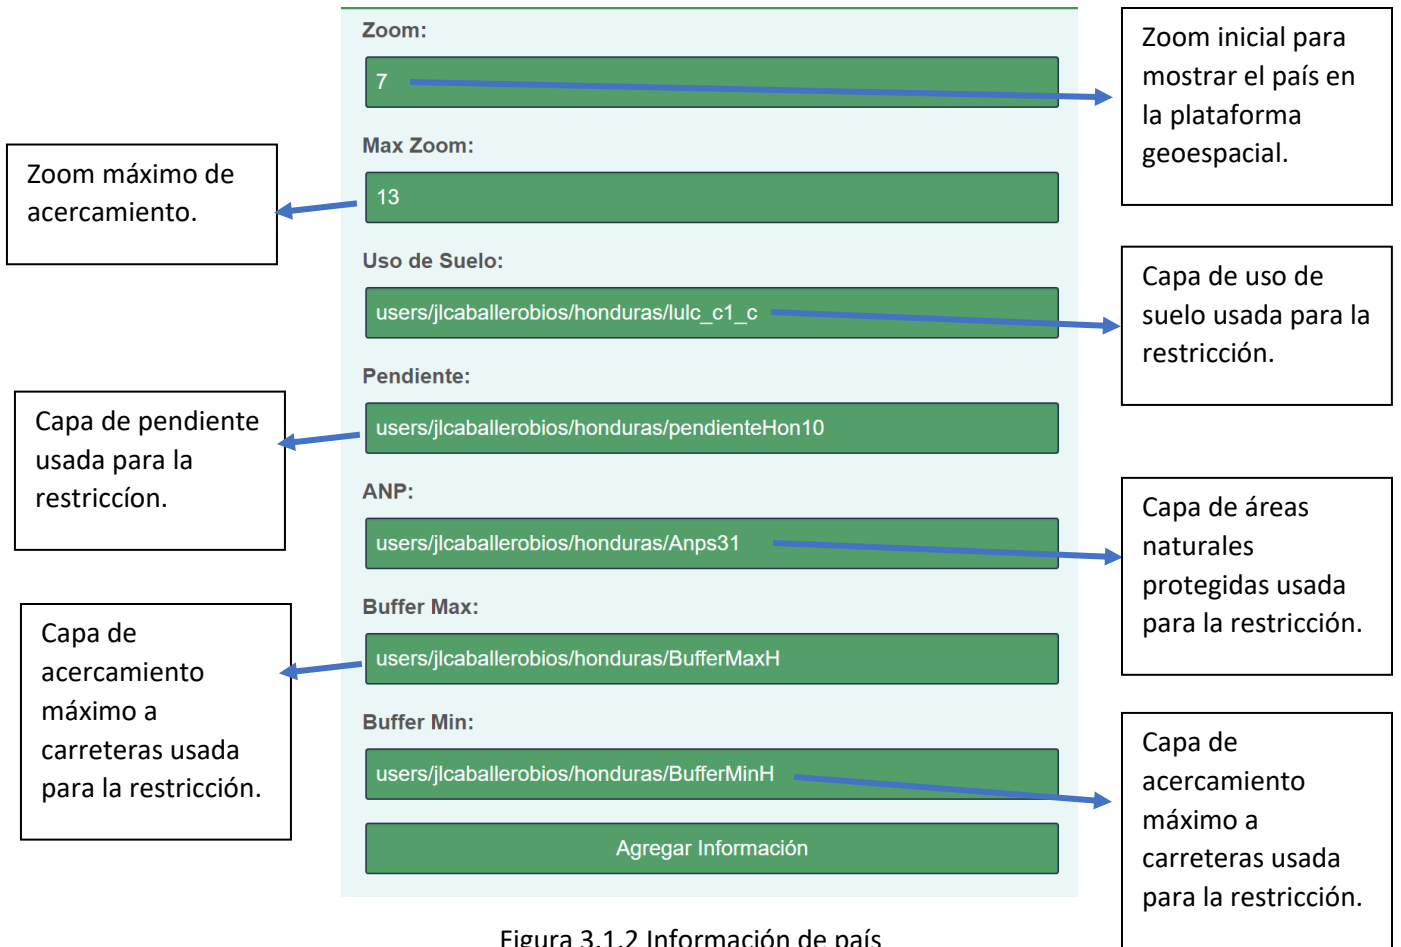 Zoom:
7
Zoom inicial para
mostrar el país en
la plataforma
geoespacial.
Max Zoom:
13
Zoom máximo de
acercamiento.
Uso de Suelo:
users/jlcaballerobios/honduras/lulc_c1_c
Capa de uso de
suelo usada para la
restricción.
Pendiente:
users/jlcaballerobios/honduras/pendienteHon10
Capa de pendiente
usada para la
restriccíon.
ANP:
users/jlcaballerobios/honduras/Anps31
Capa de áreas
naturales
protegidas usada
para la restricción.
Buffer Max:
users/jlcaballerobios/honduras/BufferMaxH
Capa de
acercamiento
máximo a
carreteras usada
para la restricción.
Buffer Min:
users/jlcaballerobios/honduras/BufferMinH
Capa de
acercamiento
máximo a
carreteras usada
para la restricción.
Agregar Información
Figura 3.1.2 Información de país